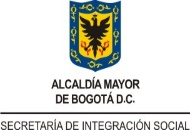 ALCALDÍA MAYOR
DE BOGOTÁ D.C.
SECRETARÍA DE INTEGRACIÓN SOCIAL